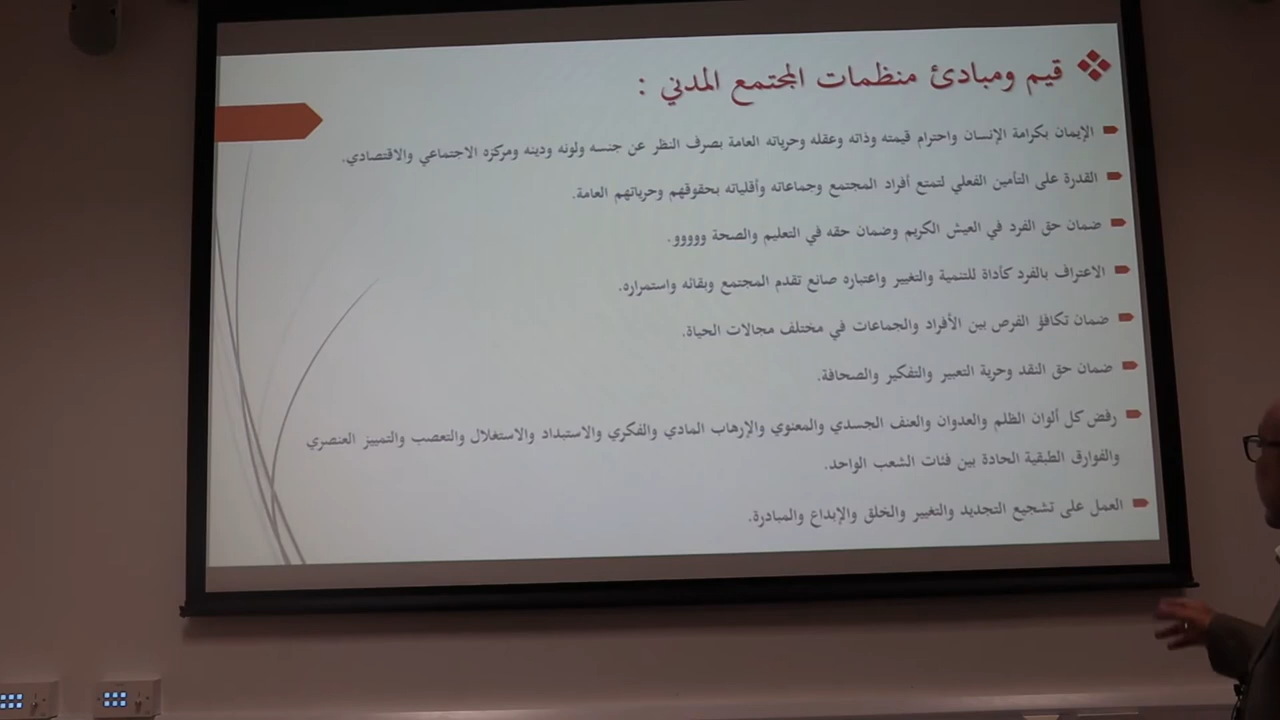 قيم ومبادئ منظمات المجتمع المدني :
الإيمان بكرامة الإنسان واحترام قيمته وذاته وعقله وحرياته العامة بصرف النظر عن جنسه ولونه ودينه ومركزه الاجتماعي والاقتصادي.
القدرة على التأمين الفعلي لتمتع أفراد المجتمع وجماعاته وأقلياته بحقوقهم وحرياتهم العامة.
ضمان حق الفرد في العيش الكريم وضمان حقه في التعليم والصحة ووووو.
الاعتراف بالفرد كأداة للتنمية والتغيير واعتباره صانع تقدم المجتمع وبقائه واستمراره.
ضمان تكافؤ الفرص بين الأفراد والجماعات في مختلف مجالات الحياة.
ضمان حق النقد وحرية التعبير والتفكير والصحافة.
رفض كل ألوان الظلم والعدوان والعنف الجسدي والمعنوي والإرهاب المادي والفكري والاستبداد والاستغلال والتعصب والتمييز العنصري
والفوارق الطبقية الحادة بين فئات الشعب الواحد.
العمل على تشجيع التجديد والتغيير والخلق والإبداع والمبادرة.